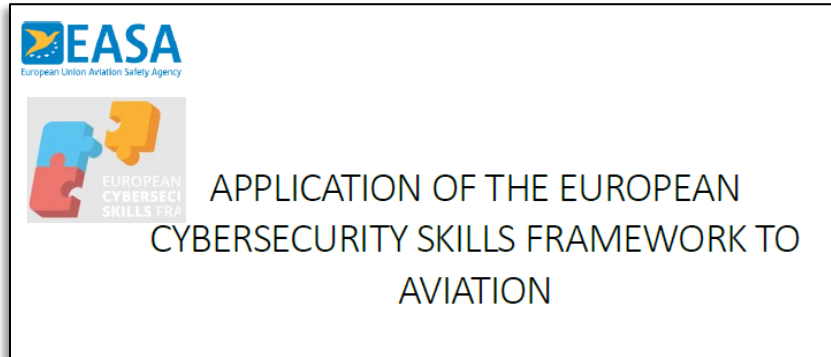 EASA
European Union Aviation Safety Agency
EUROPEAN
CYBERSECU
SKILLS FRA
APPLICATION OF THE EUROPEAN
CYBERSECURITY SKILLS FRAMEWORK TO
AVIATION